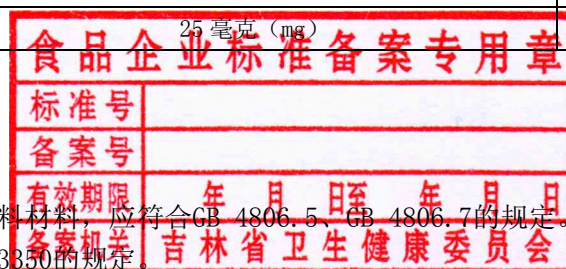 25 毫克（mg）
食品企业标准备案专用章
标准号
备案号
有效期限 年 月 日至 年 月 日
料材料，应符合GB 4806.5、GB 4806.7的规定。
备案机关 吉林省卫生健康委员会
3350的规定。